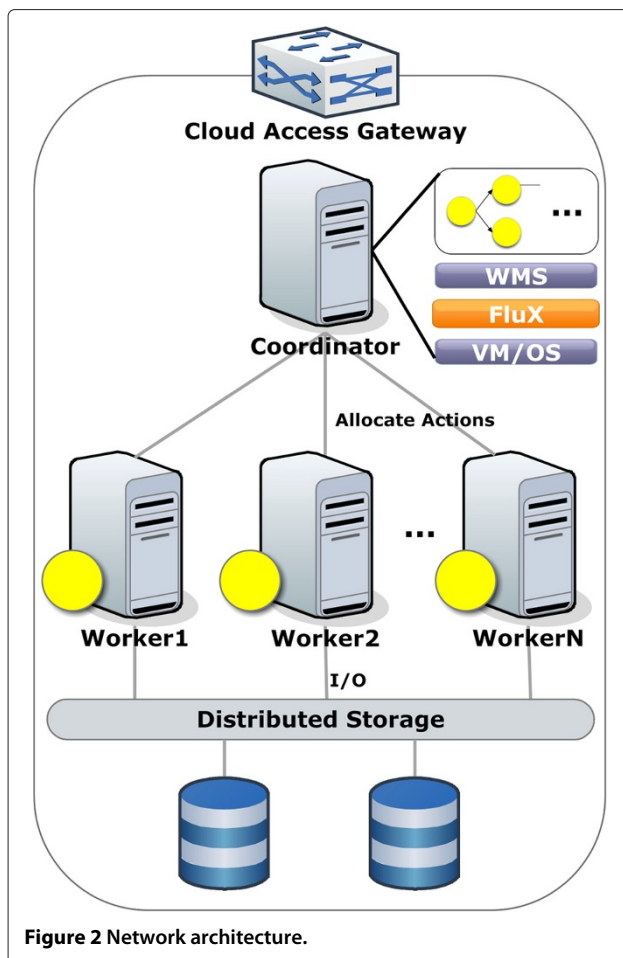 Cloud Access Gateway
...
WMS
FluX
VM/OS
Coordinator
Allocate Actions
...
Worker1
Worker2
WorkerN
I/O
Distributed Storage
Figure 2 Network architecture.